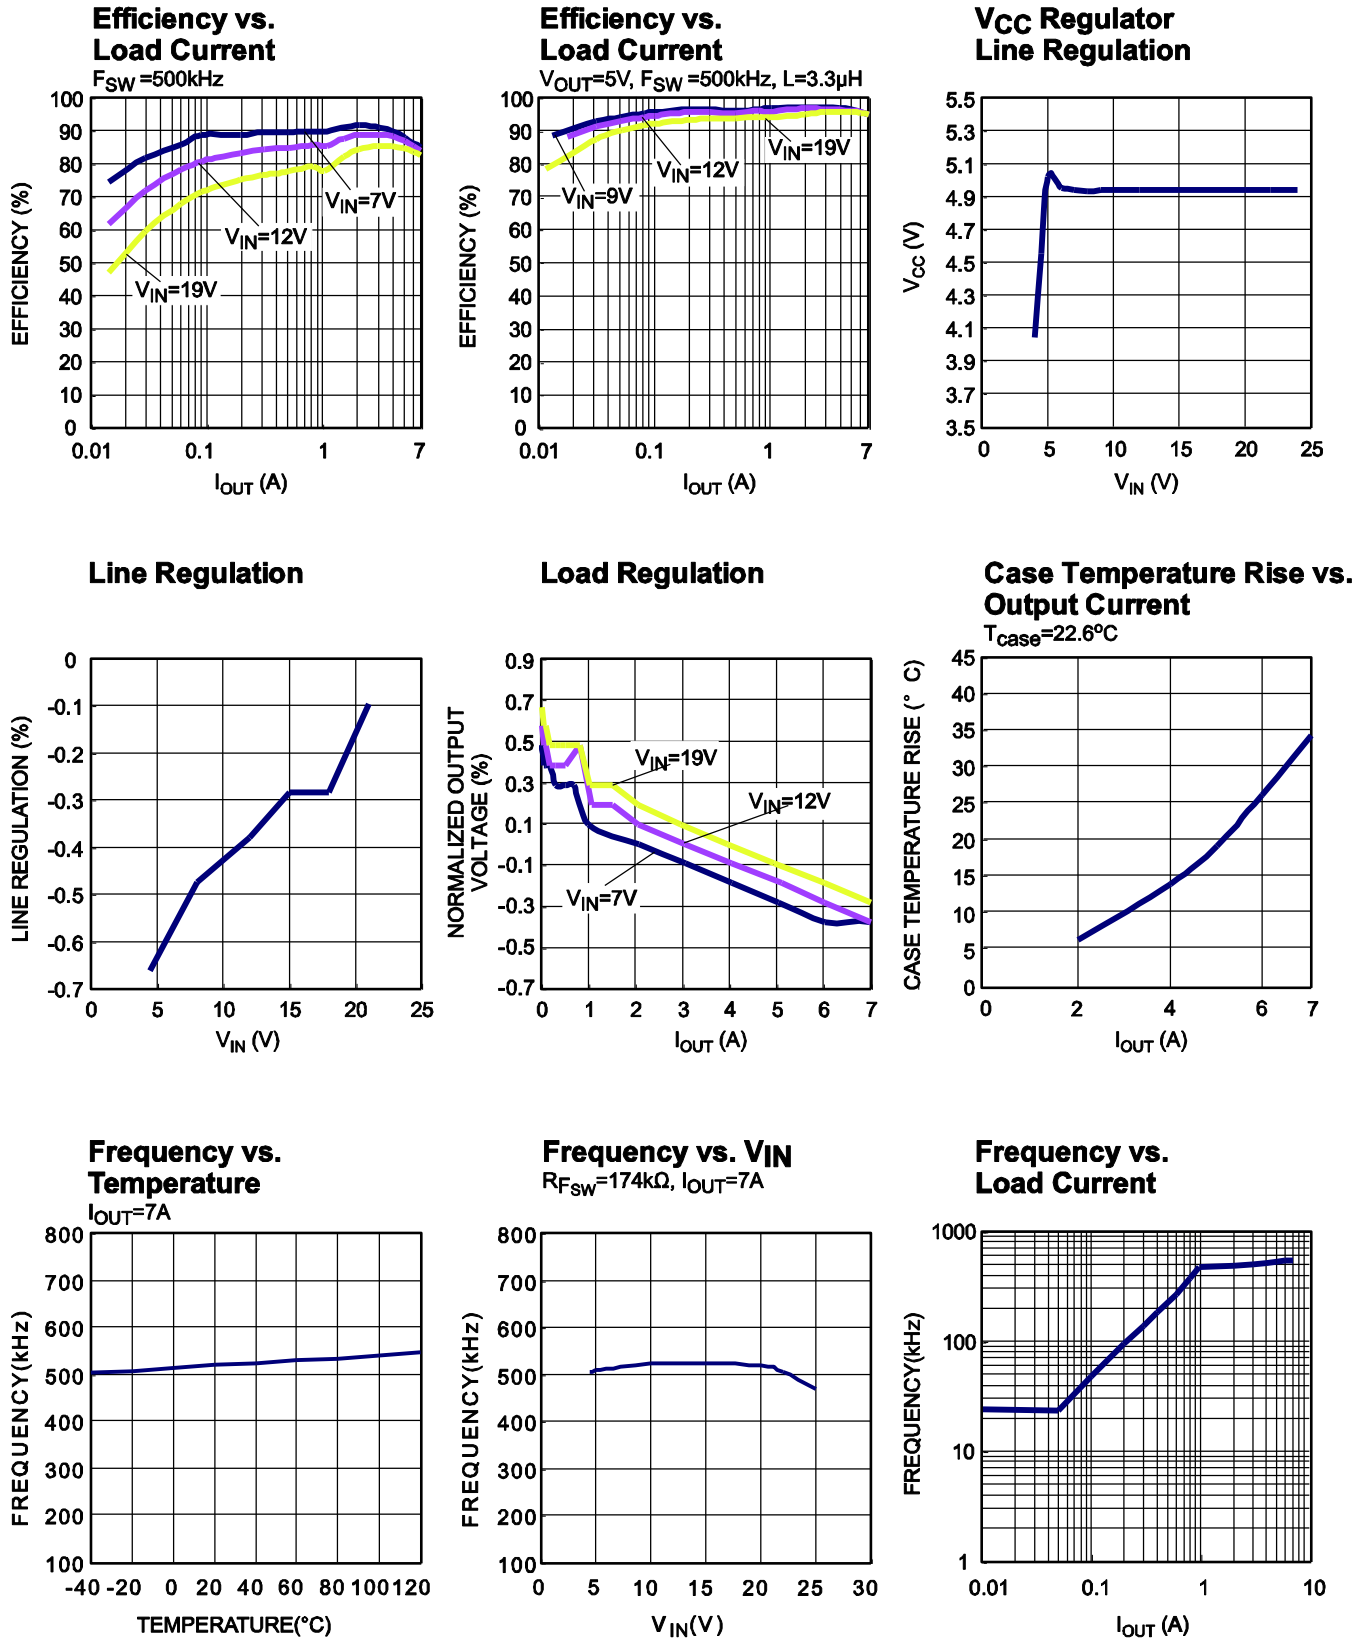 Efficiency vs.
Load Current
FSW =500kHz
100
90
80
70
60
50
40
30
20
10
0
EFFICIENCY (%)
VIN=7V
VIN=12V
VIN=19V
0.01 0.1 1 7
IOUT (A)
Efficiency vs.
Load Current
VOUT=5V, FSW =500kHz, L=3.3µH
100
90
80
70
60
50
40
30
20
10
0
EFFICIENCY (%)
VIN=19V
VIN=12V
VIN=9V
0.01 0.1 1 7
IOUT (A)
VCC Regulator
Line Regulation
5.5
5.3
5.1
4.9
4.7
4.5
4.3
4.1
3.9
3.7
3.5
VCC (V)
0 5 10 15 20 25
VIN (V)
Line Regulation
0
-0.1
-0.2
-0.3
-0.4
-0.5
-0.6
-0.7
LINE REGULATION (%)
0 5 10 15 20 25
VIN (V)
Load Regulation
0.9
0.7
0.5
0.3
0.1
-0.1
-0.3
-0.5
-0.7
NORMALIZED OUTPUT
VOLTAGE (%)
VIN=19V
VIN=12V
VIN=7V
0 1 2 3 4 5 6 7
IOUT (A)
Case Temperature Rise vs.
Output Current
Tcase=22.6°C
45
40
35
30
25
20
15
10
5
0
CASE TEMPERATURE RISE (° C)
0 2 4 6 7
IOUT (A)
Frequency vs.
Temperature
IOUT=7A
800
700
600
500
400
300
200
100
FREQUENCY(kHz)
-40 -20 0 20 40 60 80 100 120
TEMPERATURE(°C)
Frequency vs. VIN
RFSW=174kΩ, IOUT=7A
800
700
600
500
400
300
200
100
FREQUENCY(kHz)
0 5 10 15 20 25 30
VIN(V)
Frequency vs.
Load Current
1000
100
10
1
FREQUENCY(kHz)
0.01 0.1 1 10
IOUT (A)